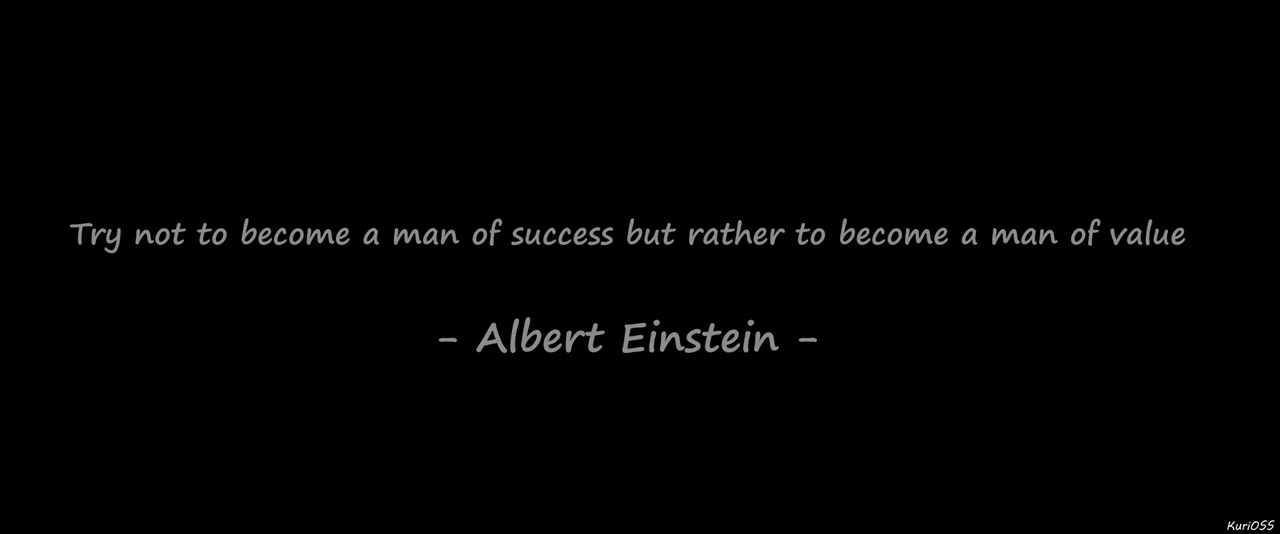 Try not to become a man of success but rather to become a man of value
- Albert Einstein -
KuriOSS